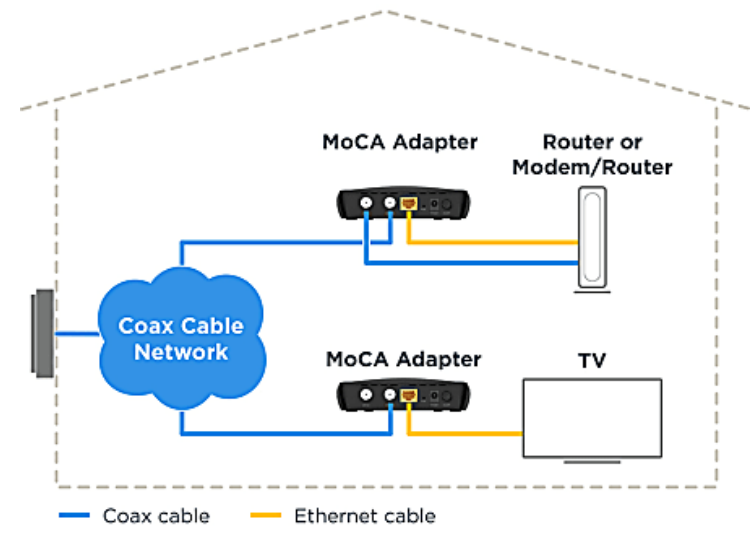 MoCA Adapter
Router or
Modem/Router
Coax Cable
Network
MoCA Adapter
TV
Coax cable
Ethernet cable